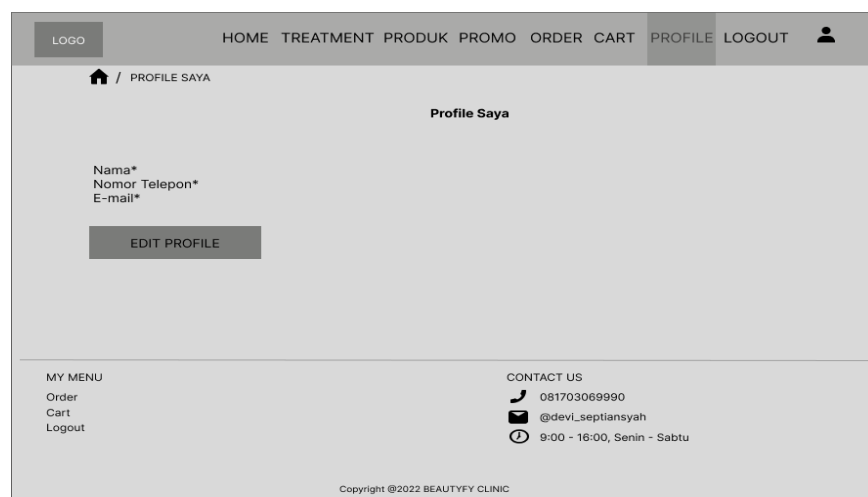 LOGO HOME TREATMENT PRODUK PROMO ORDER CART PROFILE LOGOUT
/ PROFILE SAYA
Profile Saya
Nama*
Nomor Telepon*
E-mail*
EDIT PROFILE
MY MENU
Order
Cart
Logout
CONTACT US
081703069990
@devi_septiansyah
9:00 - 16:00, Senin - Sabtu
Copyright @2022 BEAUTYFY CLINIC